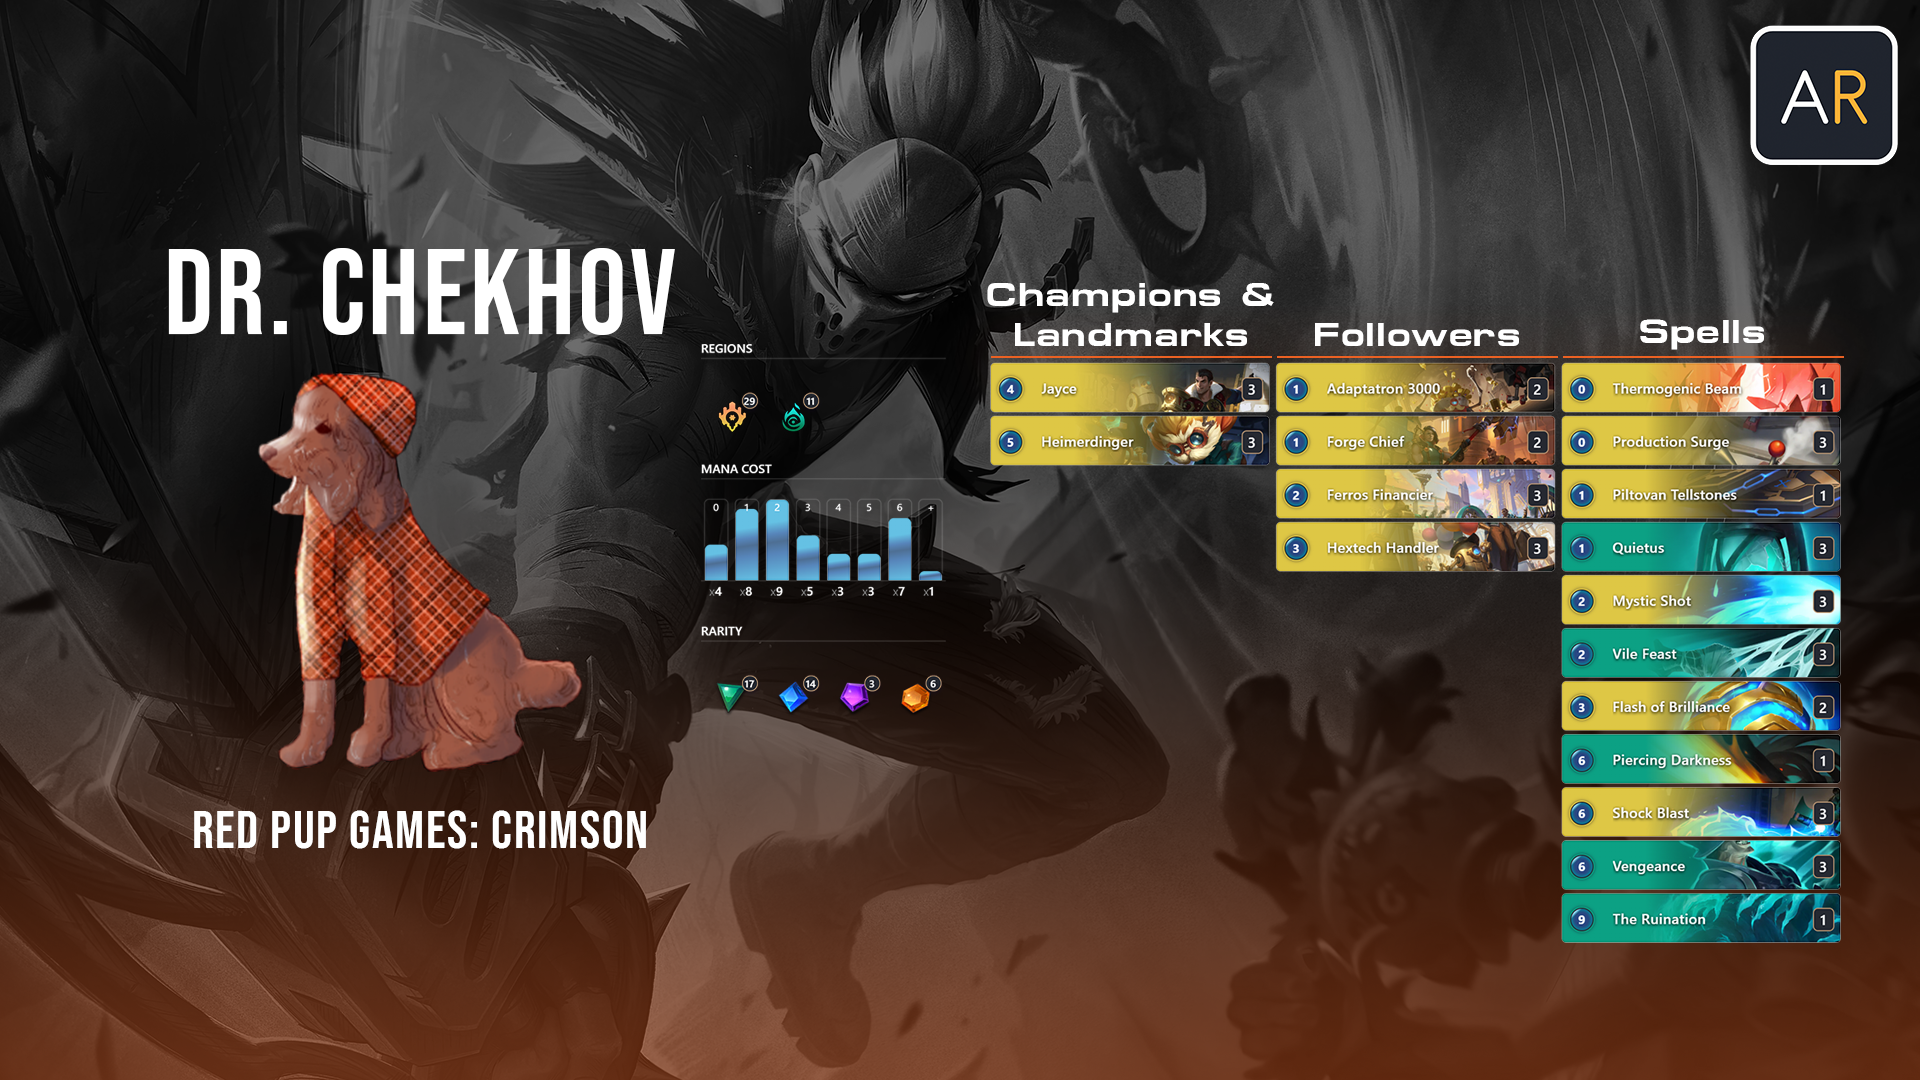 AR
DR. CHEKHOV
RED PUP GAMES: CRIMSON
REGIONS
29 11
MANA COST
0 1 2 3 4 5 6 +
x4 x8 x9 x5 x3 x3 x7 x1
RARITY
17 14 3 6
Champions &
Landmarks
4 Jayce 3
5 Heimerdinger 3
Followers
1 Adaptatron 3000 2
1 Forge Chief 2
2 Ferros Financier 3
3 Hextech Handler 3
Spells
0 Thermogenic Beam 1
0 Production Surge 3
1 Piltovan Tellstones 1
1 Quietus 3
2 Mystic Shot 3
2 Vile Feast 3
3 Flash of Brilliance 2
6 Piercing Darkness 1
6 Shock Blast 3
6 Vengeance 3
9 The Ruination 1